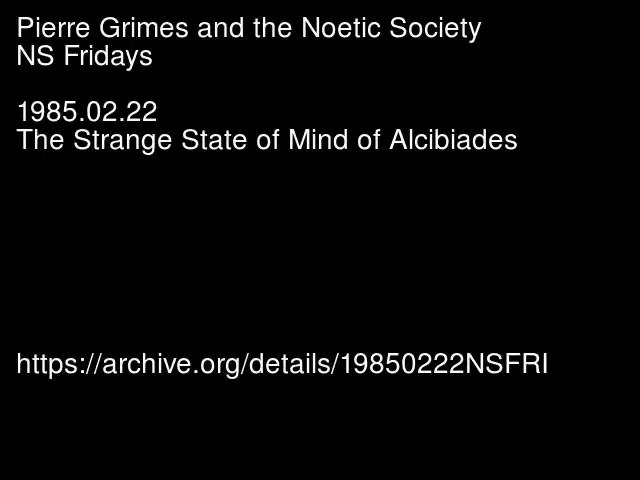 Pierre Grimes and the Noetic Society
NS Fridays
1985.02.22
The Strange State of Mind of Alcibiades
https://archive.org/details/19850222NSFRI